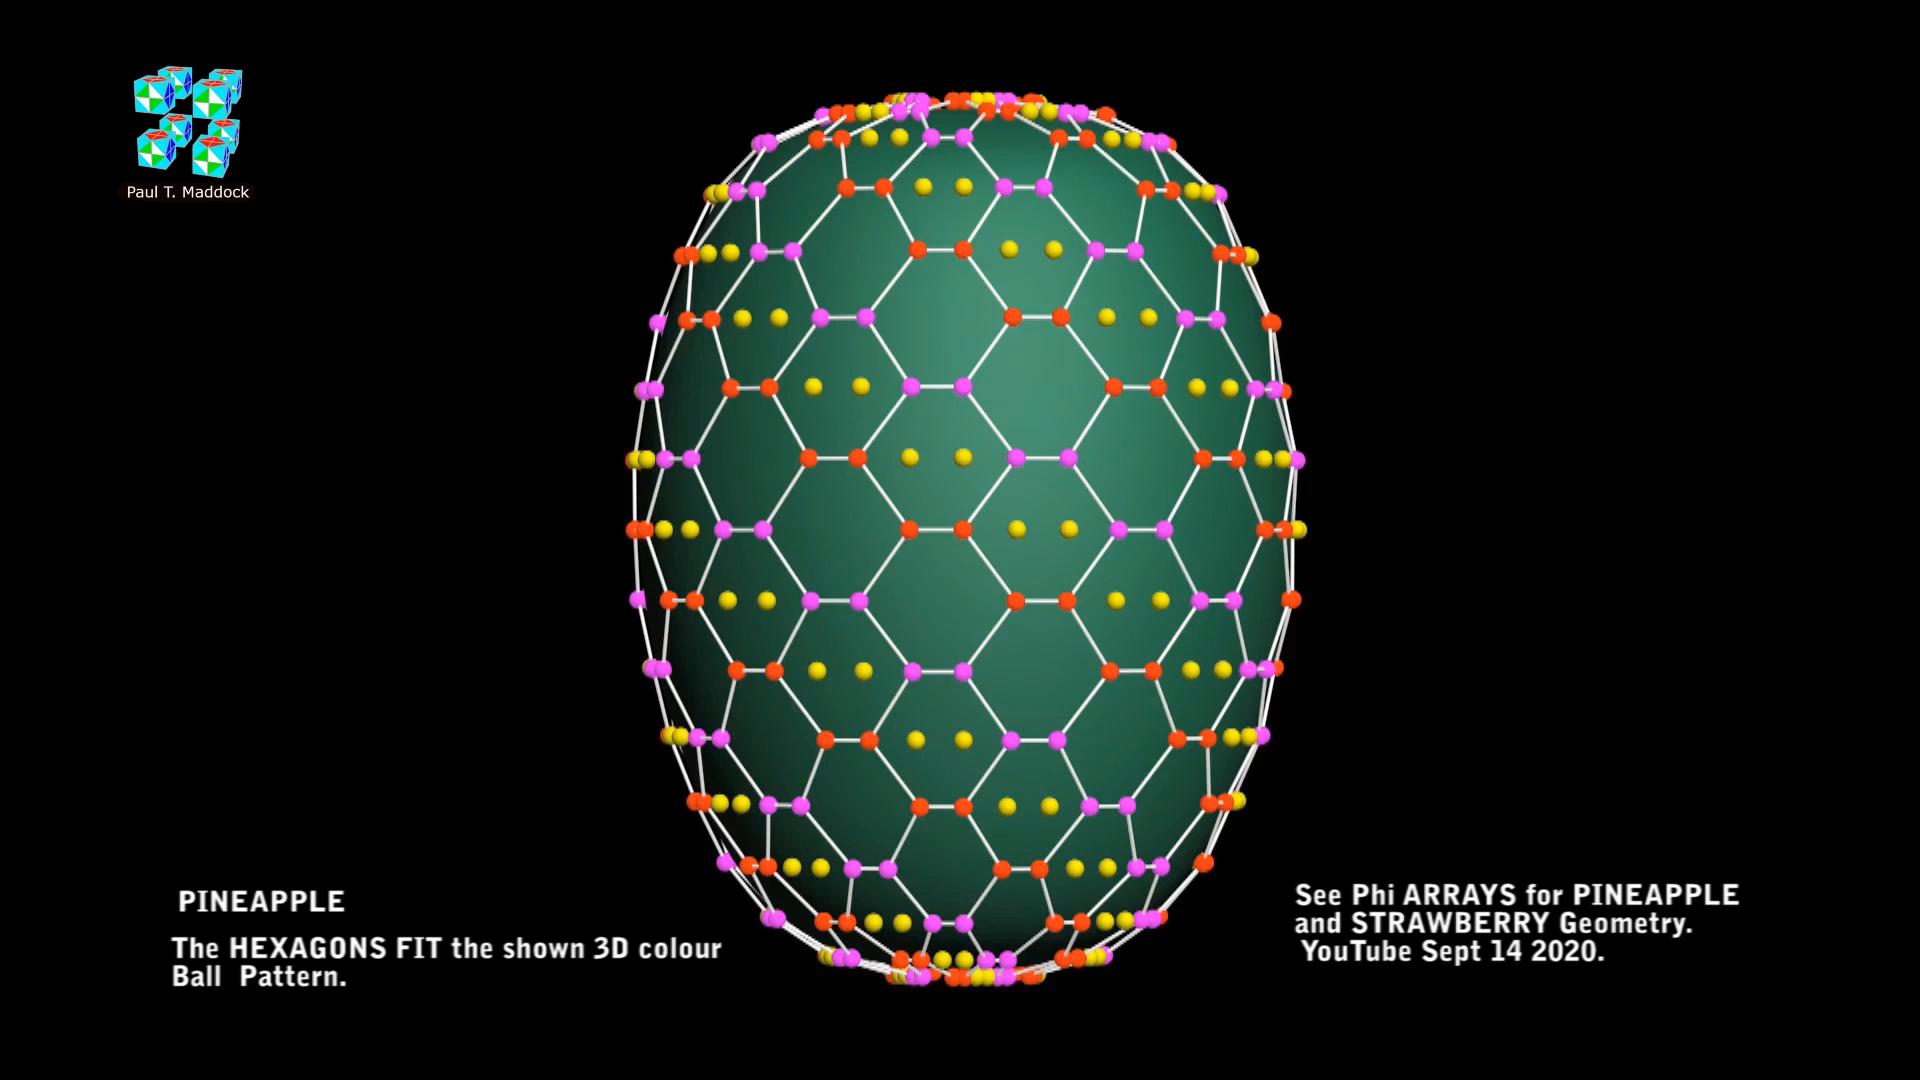 Paul T. Maddock
PINEAPPLE
The HEXAGONS FIT the shown 3D colour
Ball Pattern.
See Phi ARRAYS for PINEAPPLE
and STRAWBERRY Geometry.
YouTube Sept 14 2020.